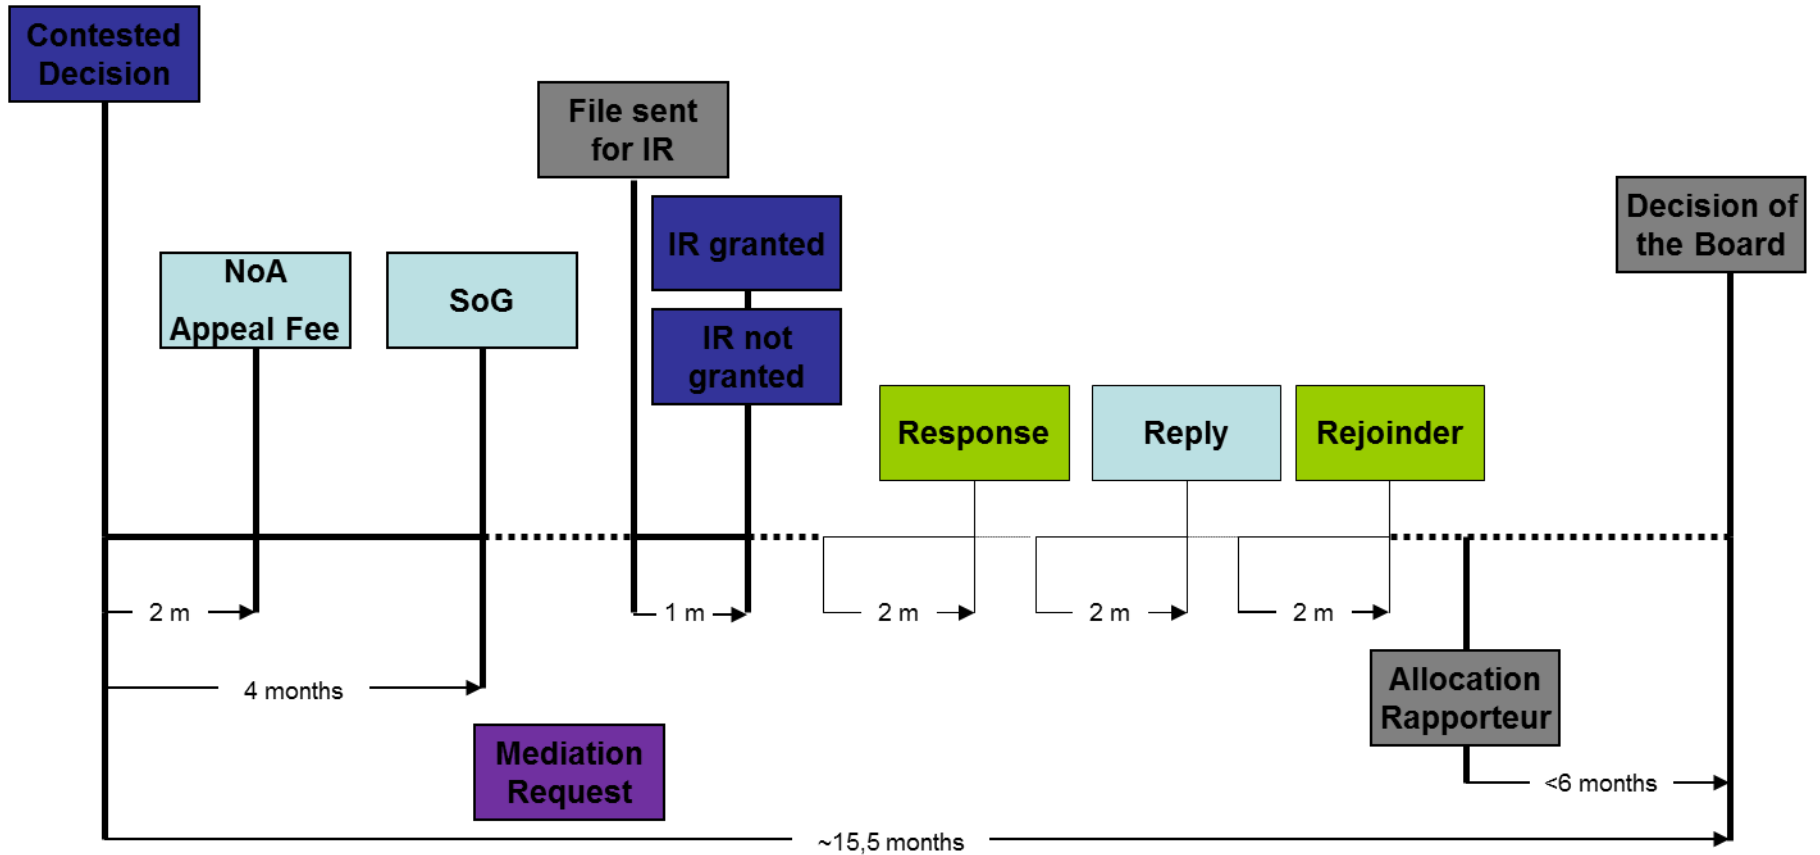 Contested
Decision
File sent
for IR
Decision of
the Board
IR granted
NoA
Appeal Fee
SoG
IR not
granted
Response
Reply
Rejoinder
2 m
1 m
2 m
2 m
2 m
4 months
Allocation
Rapporteur
Mediation
Request
<6 months
~15,5 months